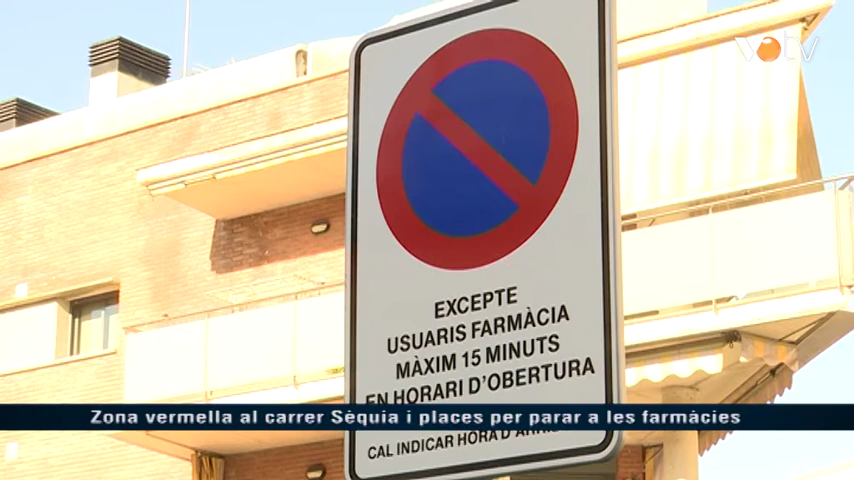 votv
EXCEPTE
USUARIS FARMÀCIA
MÀXIM 15 MINUTS
EN HORARI D'OBERTURA
Zona vermella al carrer Sèquia i places per parar a les farmàcies
CAL INDICAR HORA